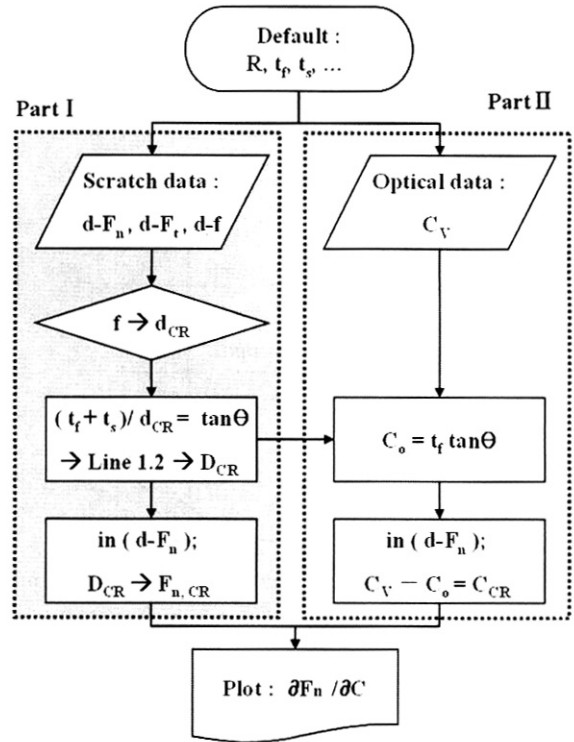 Default :
R, t_f, t_s, ...
Part I
Part II
Scratch data :
d-F_n , d-F_t , d-f
f → d_CR
( t_f + t_s ) / d_CR = tanΘ
→ Line 1.2 → D_CR
in ( d-F_n );
D_CR → F_n, CR
Optical data :
C_V
C_o = t_f tanΘ
in ( d-F_n );
C_V − C_o = C_CR
Plot : ∂F_n /∂C